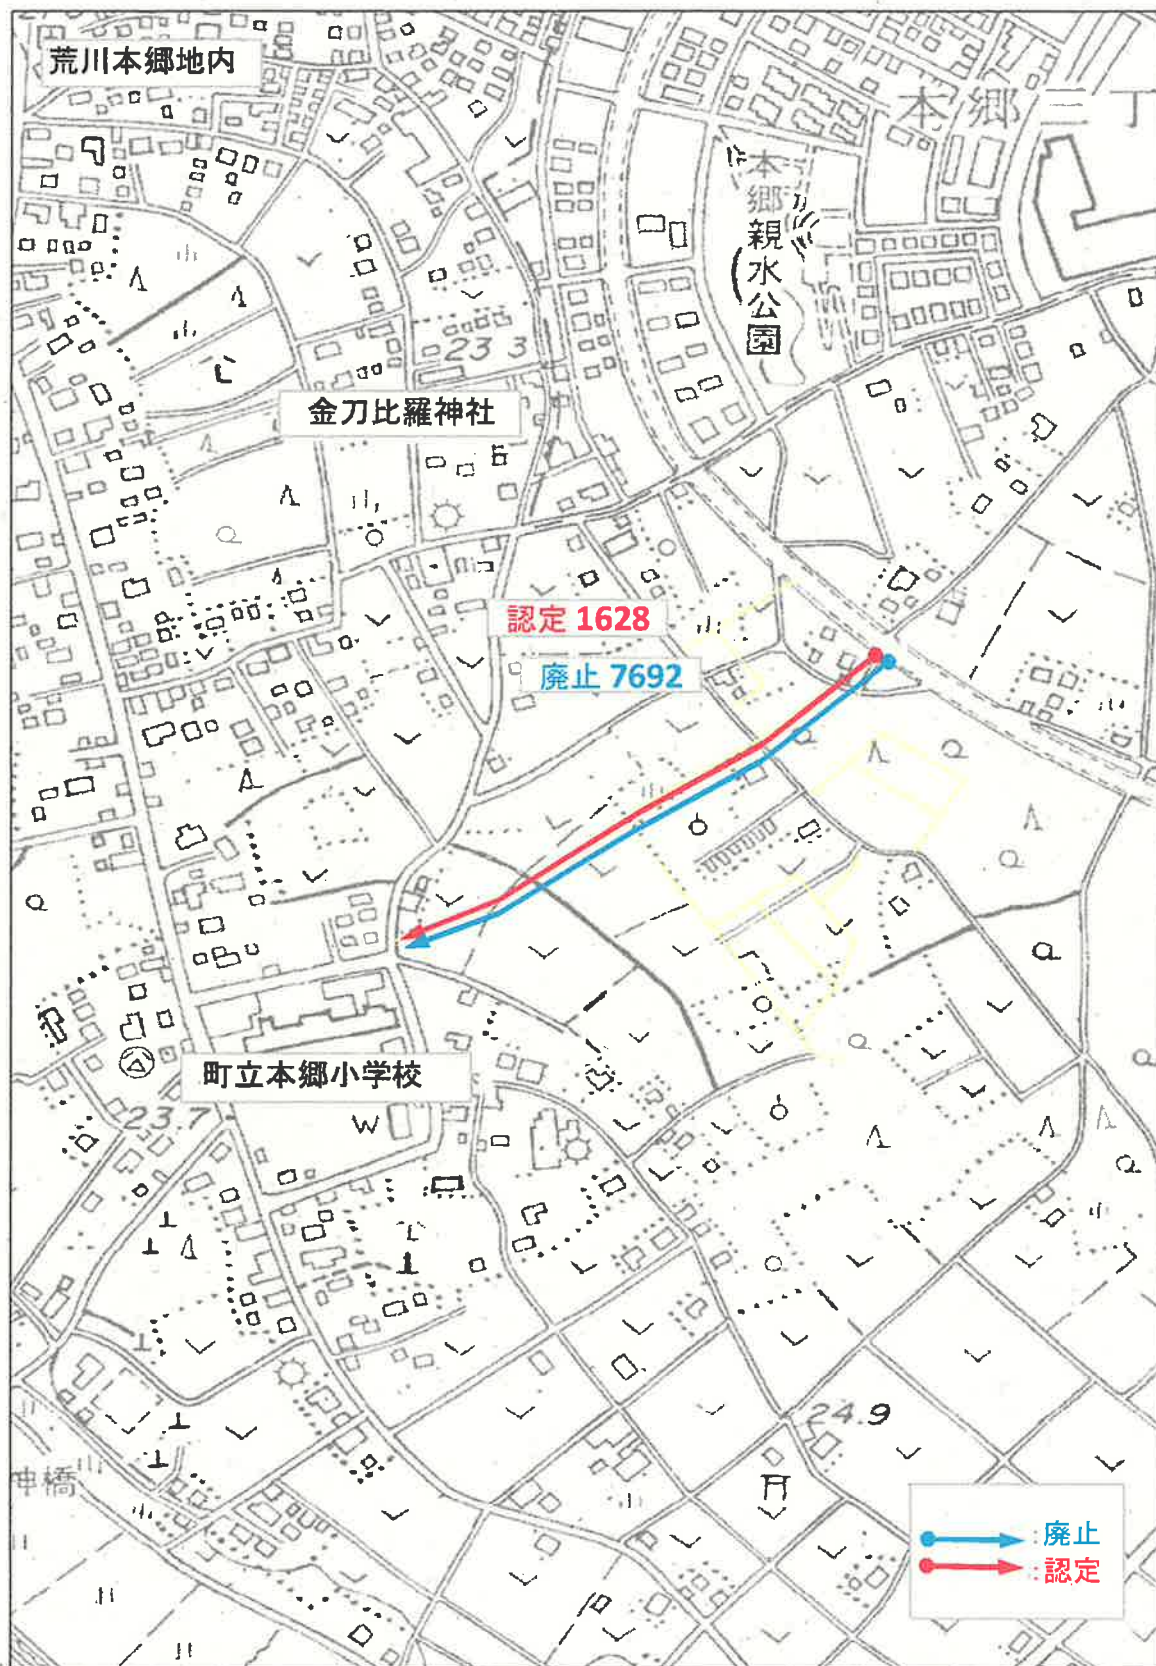 荒川本郷地内
本郷三丁
本郷親水公園
23.3
金刀比羅神社
認定 1628
廃止 7692
町立本郷小学校
23.7
24.9
神橋
:廃止
:認定